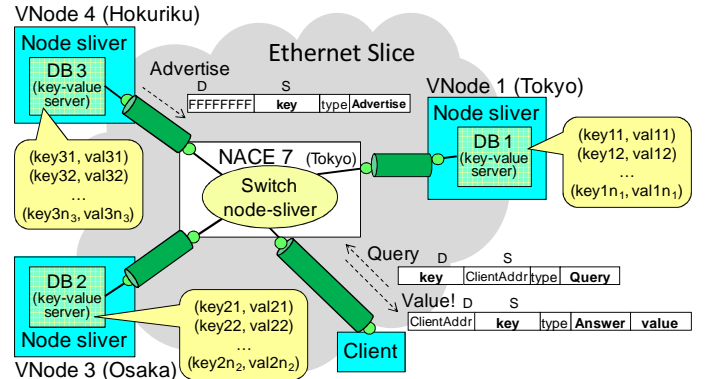 VNode 4 (Hokuriku)
Node sliver
DB 3
(key-value
server)
(key31, val31)
(key32, val32)
…
(key3n₃, val3n₃)
Ethernet Slice
Advertise
D S
FFFFFFFF key type Advertise
VNode 1 (Tokyo)
Node sliver
DB 1
(key-value
server)
(key11, val11)
(key12, val12)
…
(key1n₁, val1n₁)
NACE 7 (Tokyo)
Switch
node-sliver
Query
D S
key ClientAddr type Query
Value! D S
ClientAddr key type Answer value
DB 2
(key-value
server)
Node sliver
VNode 3 (Osaka)
(key21, val21)
(key22, val22)
…
(key2n₂, val2n₂)
Client